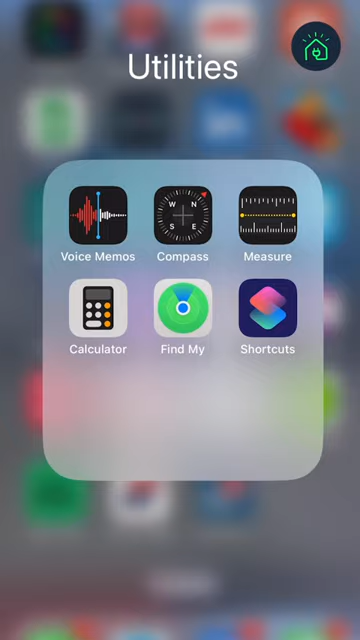 Utilities
Voice Memos
Compass
Measure
W N
S E
Calculator
Find My
Shortcuts